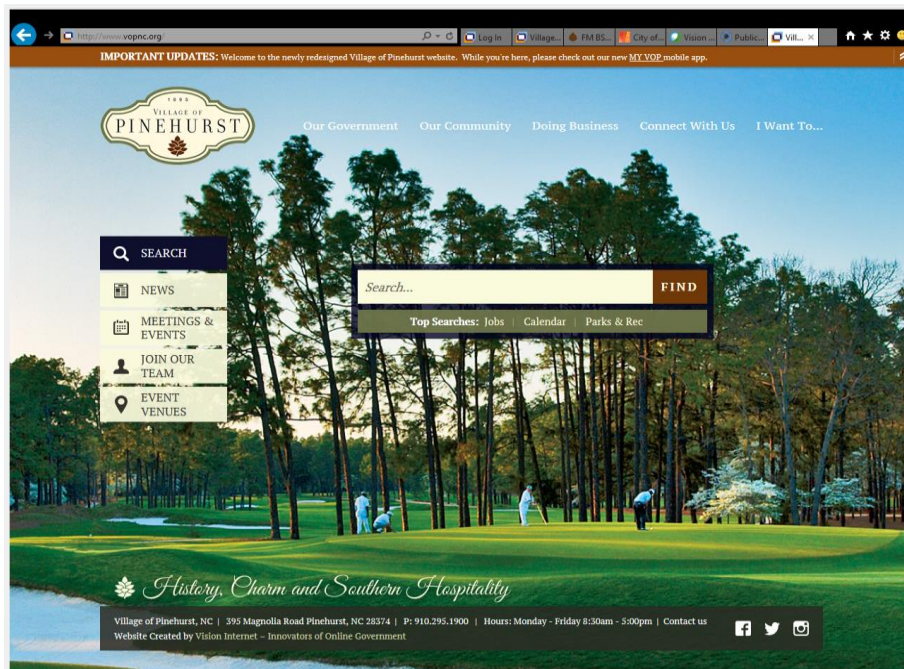 http://www.vopnc.org/
Log In
Village...
FM BS...
City of...
Vision ...
Public...
Vill...
IMPORTANT UPDATES: Welcome to the newly redesigned Village of Pinehurst website. While you're here, please check out our new MY VOP mobile app.
1895
VILLAGE OF
PINEHURST
Our Government
Our Community
Doing Business
Connect With Us
I Want To...
SEARCH
NEWS
MEETINGS &
EVENTS
JOIN OUR
TEAM
EVENT
VENUES
Search...
FIND
Top Searches: Jobs | Calendar | Parks & Rec
History, Charm and Southern Hospitality
Village of Pinehurst, NC | 395 Magnolia Road Pinehurst, NC 28374 | P: 910.295.1900 | Hours: Monday - Friday 8:30am - 5:00pm | Contact us
Website Created by Vision Internet – Innovators of Online Government